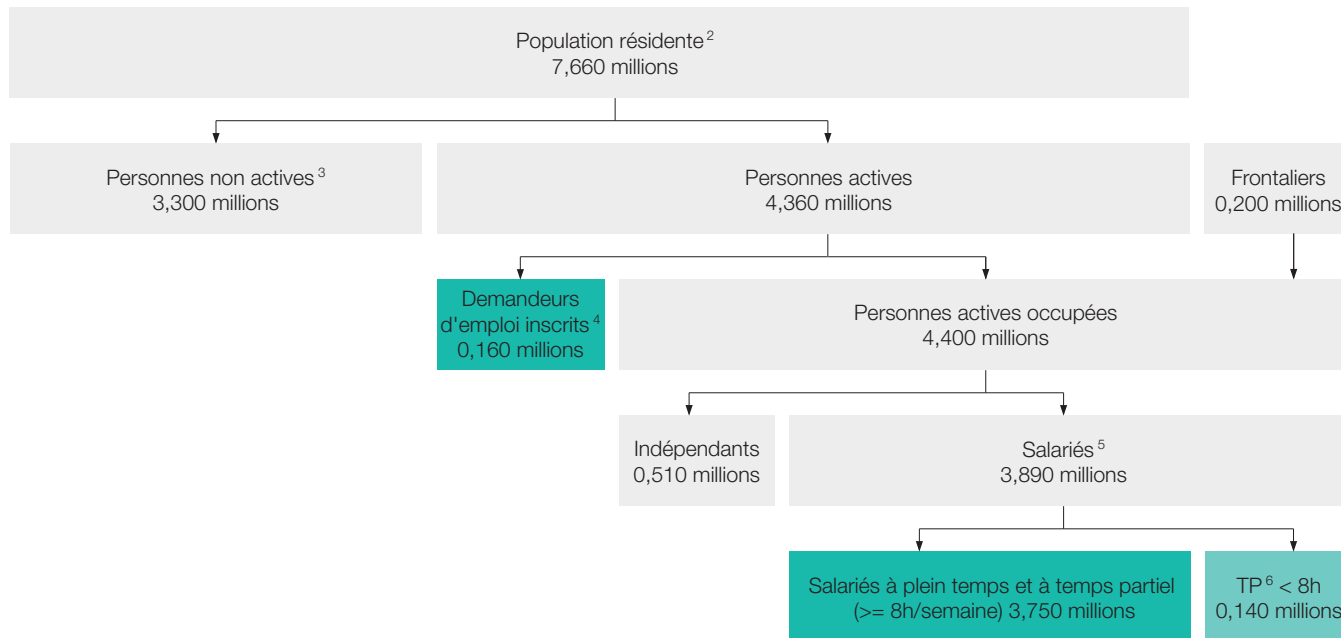 Population résidente 2
7,660 millions
Personnes non actives 3
3,300 millions
Personnes actives
4,360 millions
Frontaliers
0,200 millions
Demandeurs
d'emploi inscrits 4
0,160 millions
Personnes actives occupées
4,400 millions
Indépendants
0,510 millions
Salariés 5
3,890 millions
Salariés à plein temps et à temps partiel
(>= 8h/semaine) 3,750 millions
TP 6 < 8h
0,140 millions